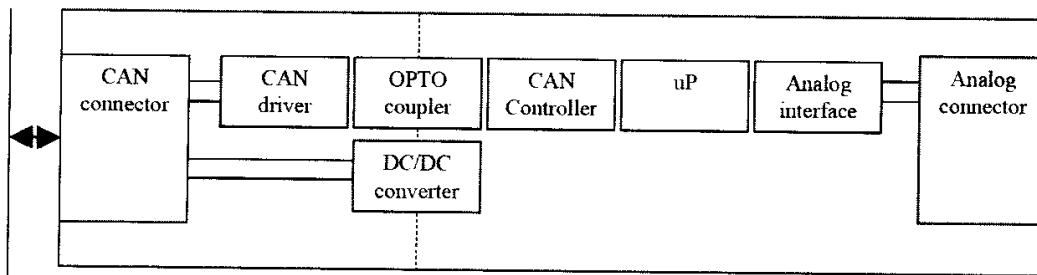 CAN
connector
CAN
driver
OPTO
coupler
CAN
Controller
uP
Analog
interface
Analog
connector
DC/DC
converter